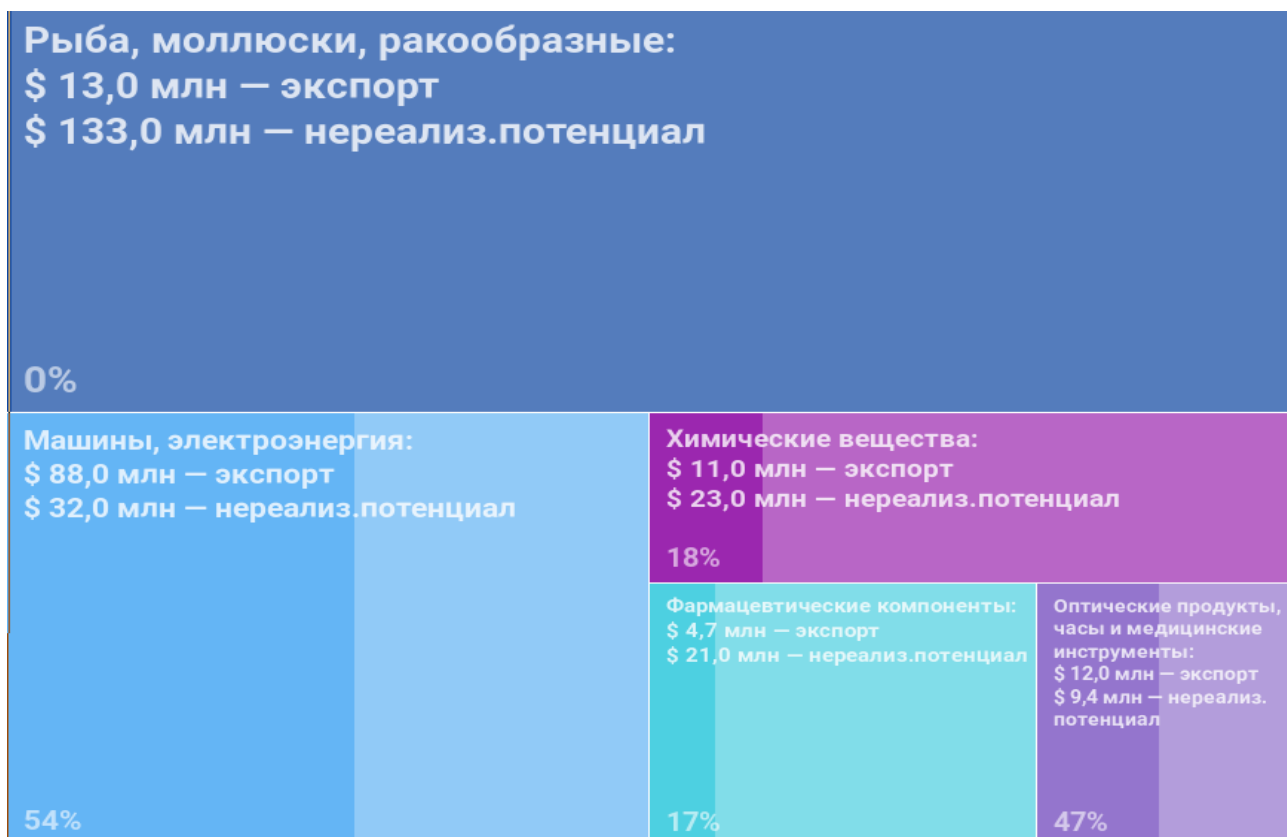 Рыба, моллюски, ракообразные:
$ 13,0 млн — экспорт
$ 133,0 млн — нереализ.потенциал
0%
Машины, электроэнергия:
$ 88,0 млн — экспорт
$ 32,0 млн — нереализ.потенциал
54%
Химические вещества:
$ 11,0 млн — экспорт
$ 23,0 млн — нереализ.потенциал
18%
Фармацевтические компоненты:
$ 4,7 млн — экспорт
$ 21,0 млн — нереализ.потенциал
17%
Оптические продукты,
часы и медицинские
инструменты:
$ 12,0 млн — экспорт
$ 9,4 млн — нереализ.
потенциал
47%